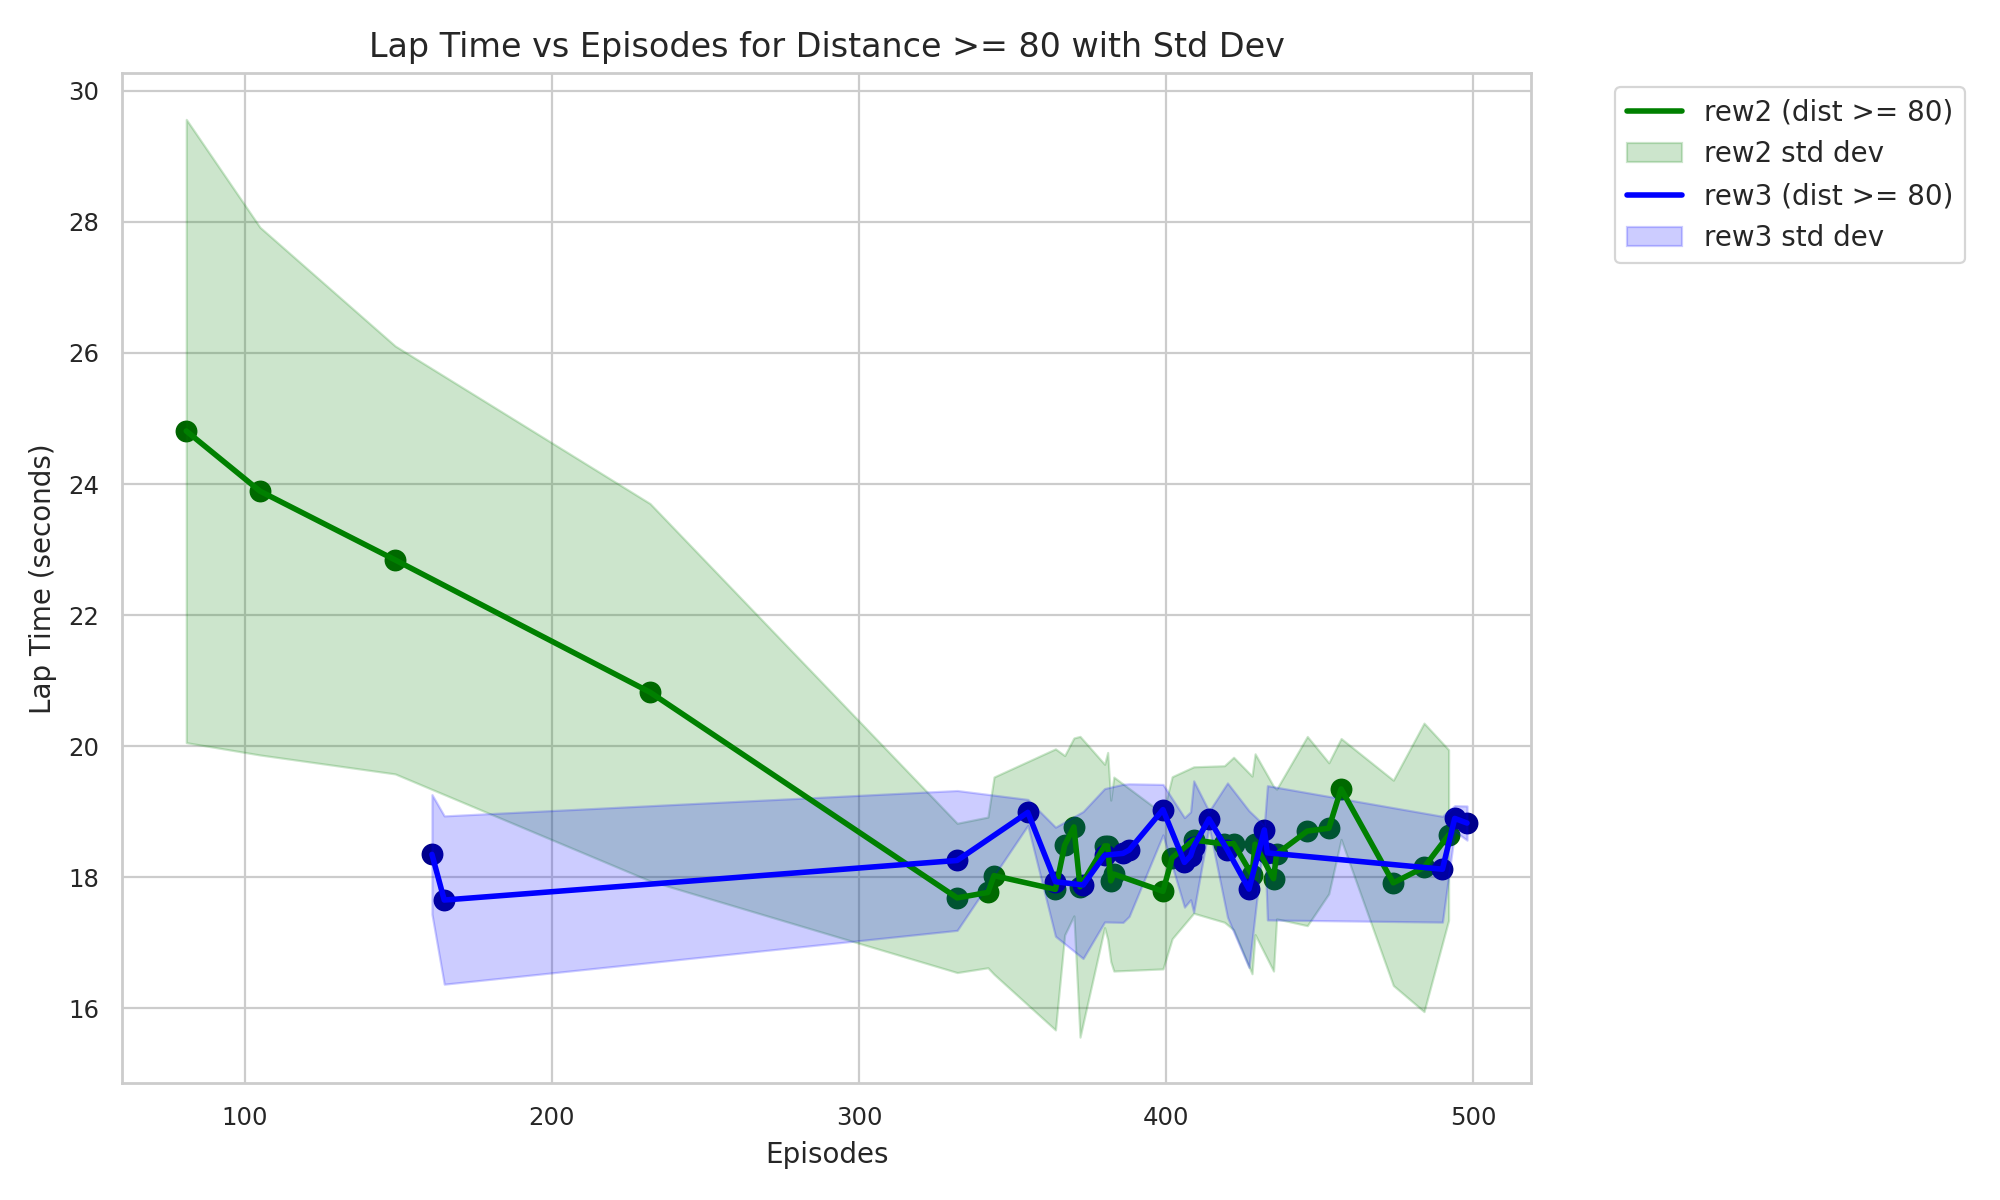 Lap Time vs Episodes for Distance >= 80 with Std Dev
30
28
26
24
22
20
18
16
Lap Time (seconds)
100
200
300
400
500
Episodes
rew2 (dist >= 80)
rew2 std dev
rew3 (dist >= 80)
rew3 std dev